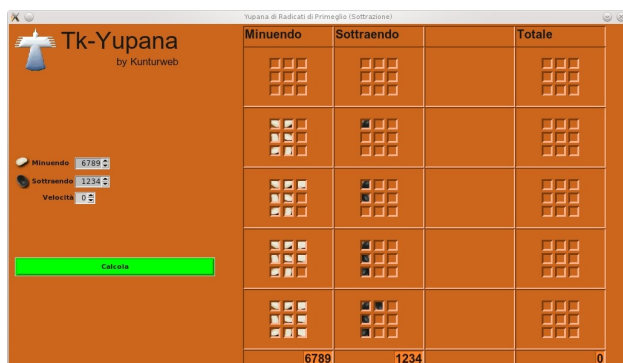 Yupana di Radicati di Primeglio (Sottrazione)
Tk-Yupana
by Kunturweb
Minuendo 6789
Sottraendo 1234
Velocità 0
Calcola
Minuendo Sottraendo Totale
6789 1234 0